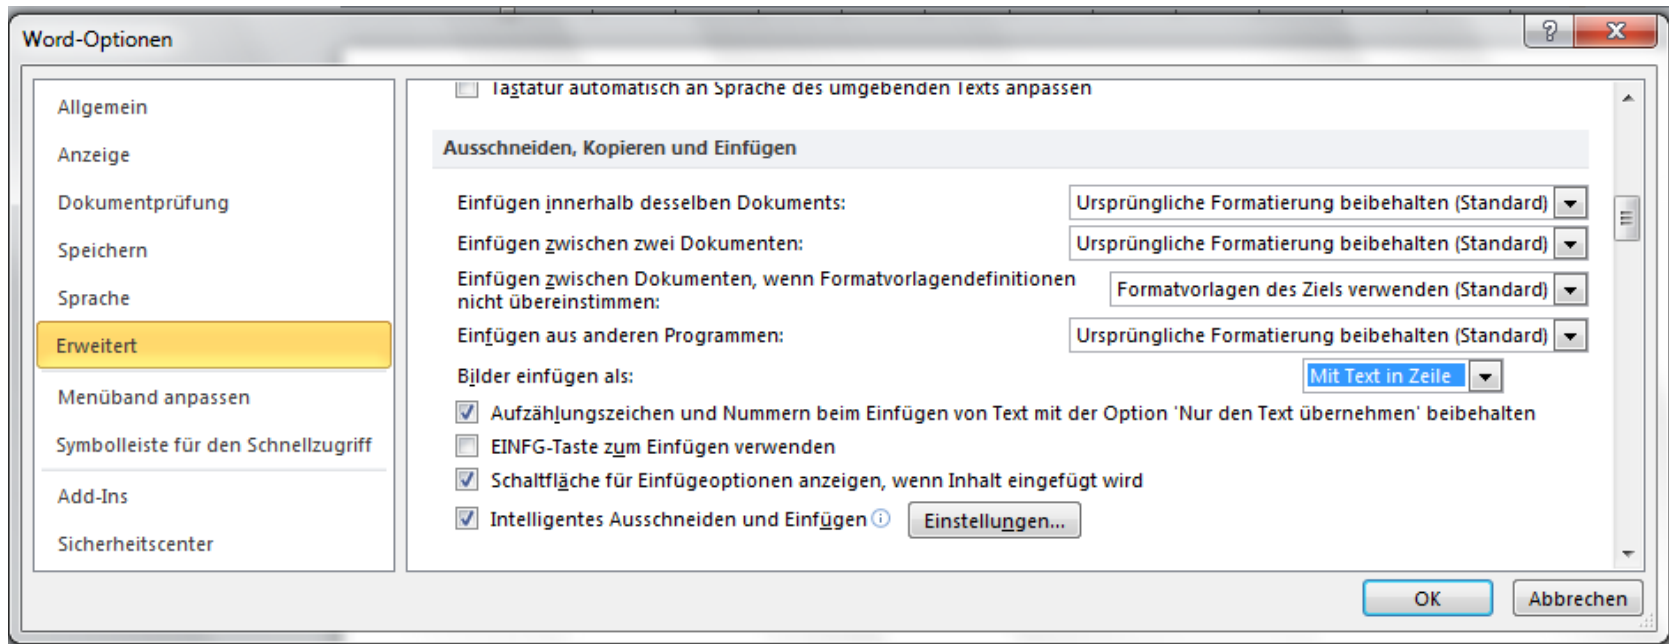 Word-Optionen
Allgemein
Anzeige
Dokumentprüfung
Speichern
Sprache
Erweitert
Menüband anpassen
Symbolleiste für den Schnellzugriff
Add-Ins
Sicherheitscenter
Tastatur automatisch an Sprache des umgebenden Texts anpassen
Ausschneiden, Kopieren und Einfügen
Einfügen innerhalb desselben Dokuments: Ursprüngliche Formatierung beibehalten (Standard)
Einfügen zwischen zwei Dokumenten: Ursprüngliche Formatierung beibehalten (Standard)
Einfügen zwischen Dokumenten, wenn Formatvorlagendefinitionen
nicht übereinstimmen: Formatvorlagen des Ziels verwenden (Standard)
Einfügen aus anderen Programmen: Ursprüngliche Formatierung beibehalten (Standard)
Bilder einfügen als: Mit Text in Zeile
Aufzählungszeichen und Nummern beim Einfügen von Text mit der Option 'Nur den Text übernehmen' beibehalten
EINFG-Taste zum Einfügen verwenden
Schaltfläche für Einfügeoptionen anzeigen, wenn Inhalt eingefügt wird
Intelligentes Ausschneiden und Einfügen Einstellungen...
OK Abbrechen